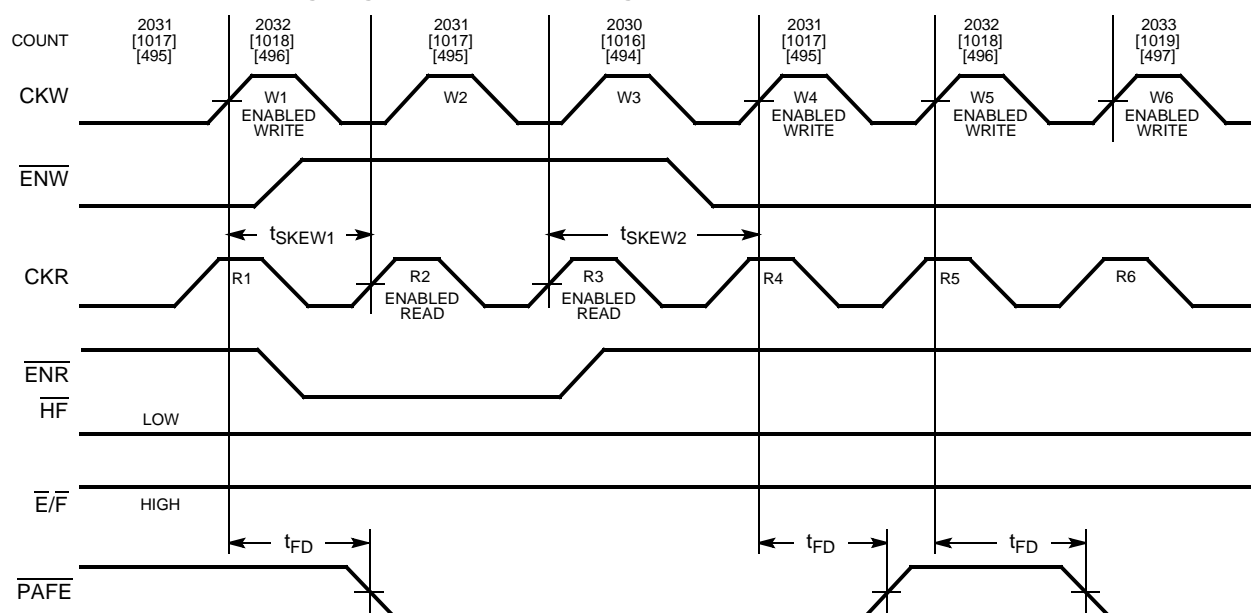 COUNT
2031 2032 2031 2030 2031 2032 2033
[1017] [1018] [1017] [1016] [1017] [1018] [1019]
[495] [496] [495] [494] [495] [496] [497]
CKW
W1 W2 W3 W4 W5 W6
ENABLED ENABLED ENABLED ENABLED
WRITE WRITE WRITE WRITE
ENW
tSKEW1 tSKEW2
CKR
R1 R2 R3 R4 R5 R6
ENABLED ENABLED
READ READ
ENR
HF
LOW
E/F
HIGH
tFD tFD tFD
PAFE